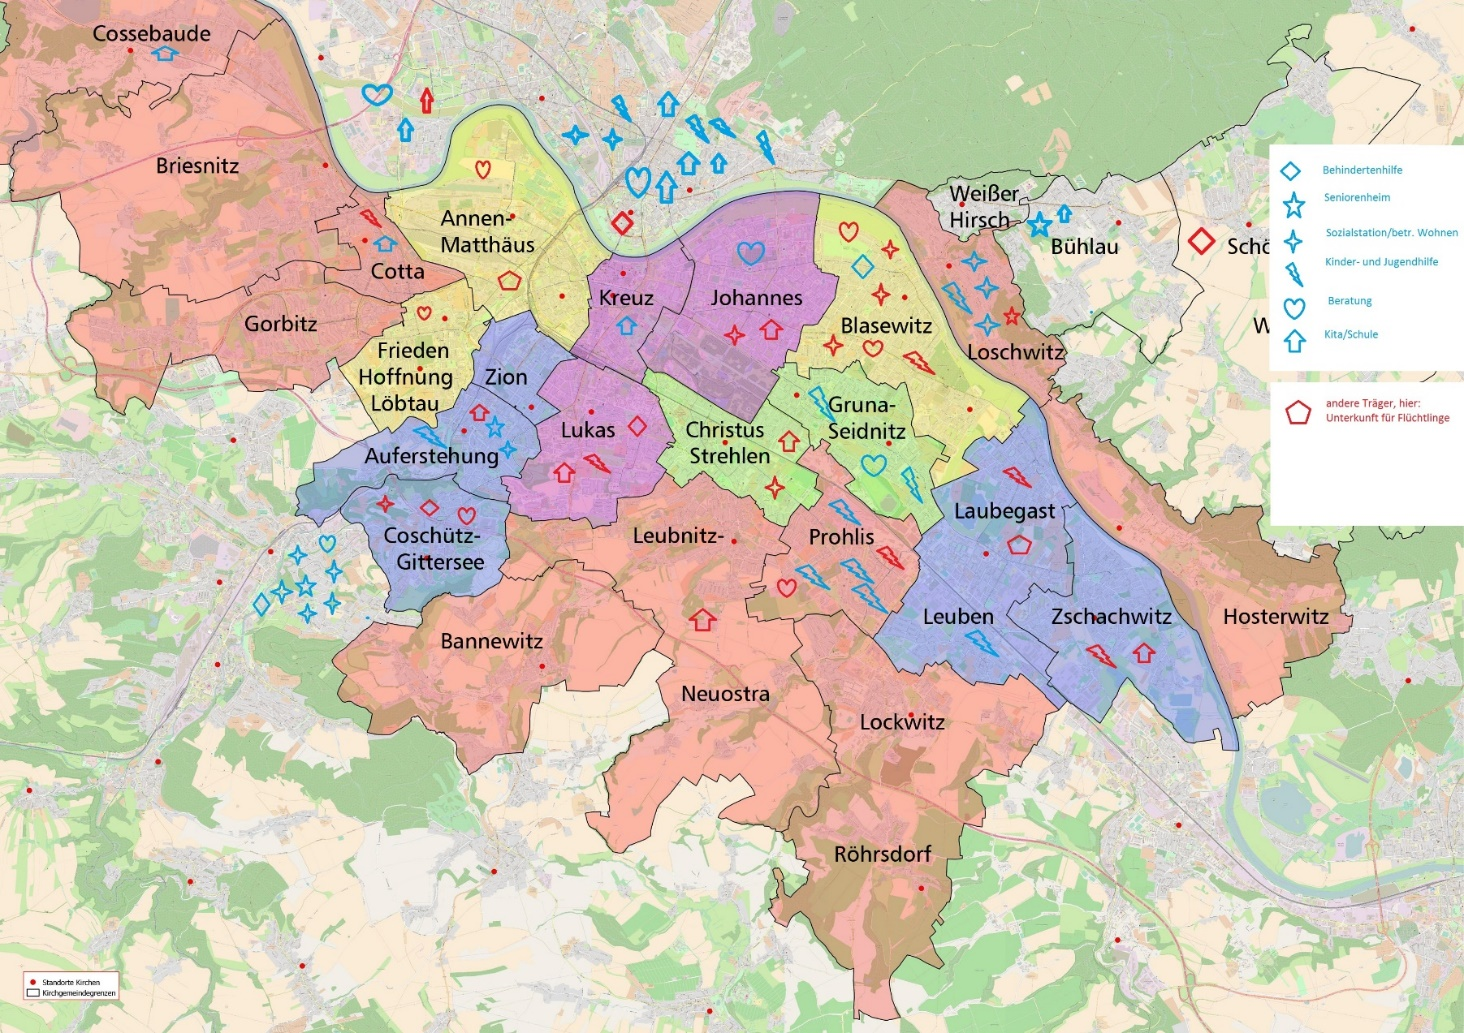 Cossebaude
Briesnitz
Annen-
Matthäus
Cotta
Gorbitz
Frieden
Hoffnung
Löbtau
Zion
Kreuz
Johannes
Blasewitz
Loschwitz
Weißer
Hirsch
Bühlau
Schö
W
Lukas
Christus
Strehlen
Gruna-
Seidnitz
Auferstehung
Coschütz-
Gittersee
Leubnitz-
Prohlis
Laubegast
Leuben
Zschachwitz
Hosterwitz
Bannewitz
Neuostra
Lockwitz
Röhrsdorf
Behindertenhilfe
Seniorenheim
Sozialstation/betr. Wohnen
Kinder- und Jugendhilfe
Beratung
Kita/Schule
andere Träger, hier:
Unterkunft für Flüchtlinge
Standorte Kirchen
Kirchgemeindegrenzen